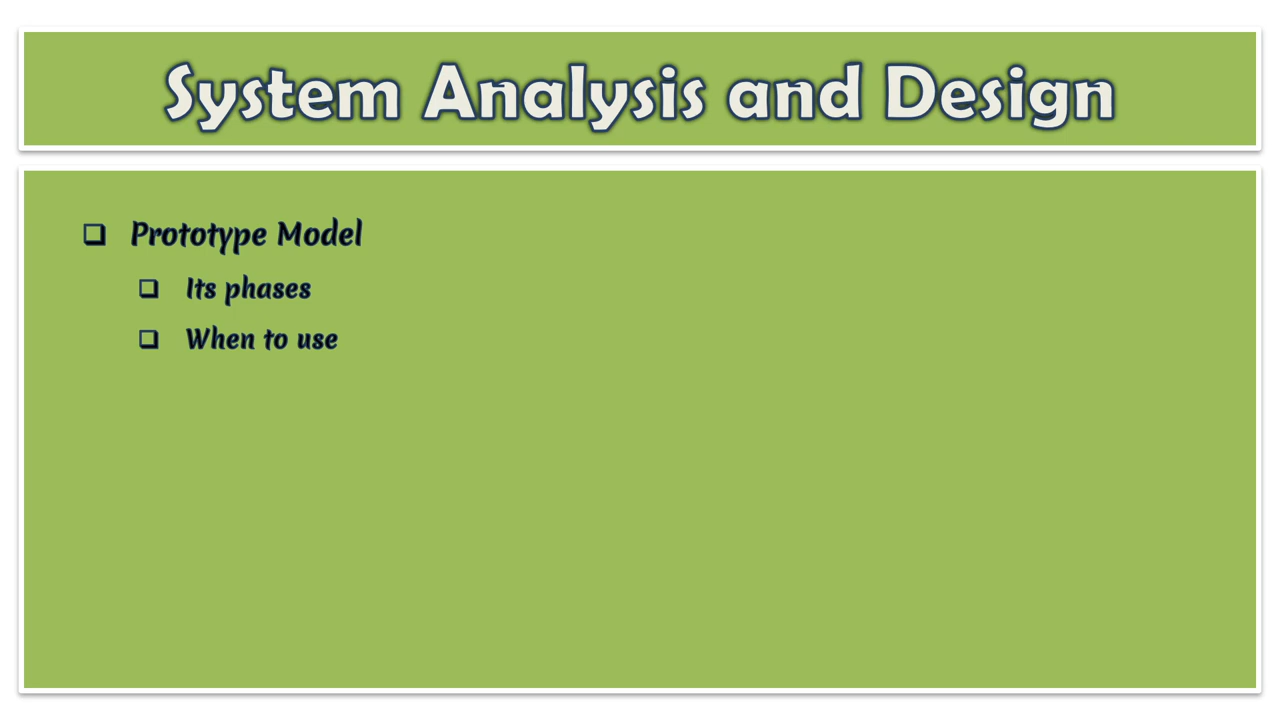 System Analysis and Design
Prototype Model
Its phases
When to use